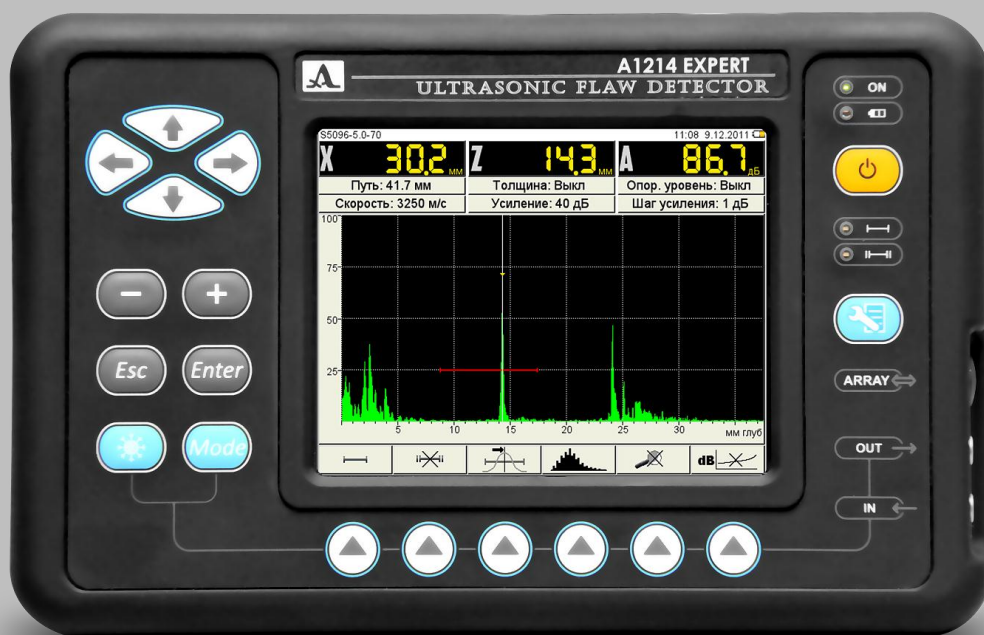 A1214 EXPERT
ULTRASONIC FLAW DETECTOR
S5096-5.0-70 11:08 9.12.2011
X 30.2 мм Z 14.3 мм A 86.7 дБ
Путь: 41.7 мм Толщина: Выкл Опор. уровень: Выкл
Скорость: 3250 м/с Усиление: 40 дБ Шаг усиления: 1 дБ
100
75
50
25
5 10 15 20 25 30 мм глуб
dB
- +
Esc Enter
Mode
ON
ARRAY
OUT
IN